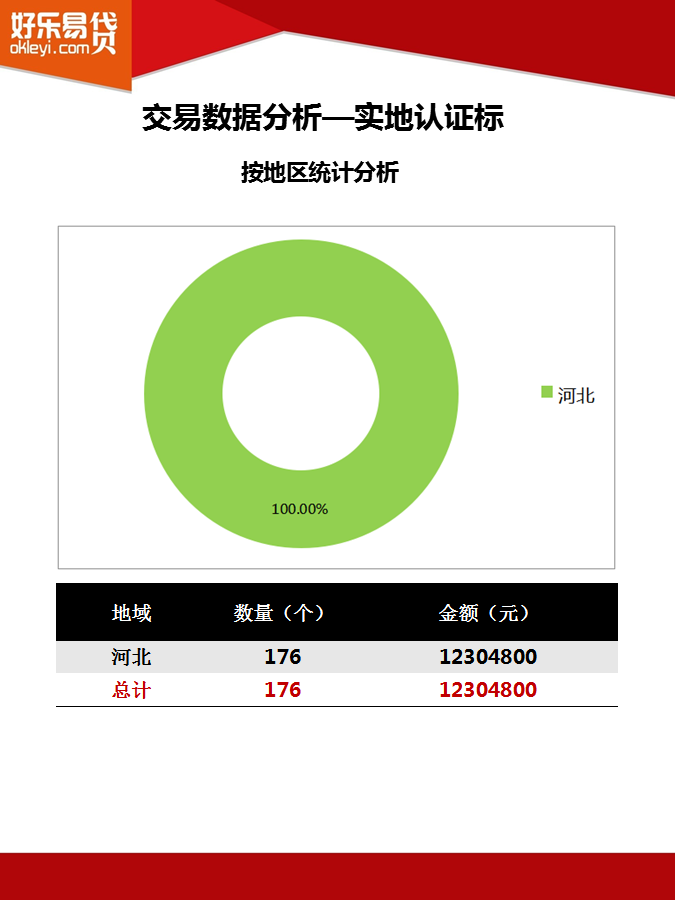 好乐易贷
okleyi.com
交易数据分析—实地认证标
按地区统计分析
河北
100.00%
地域 数量（个） 金额（元）
河北 176 12304800
总计 176 12304800